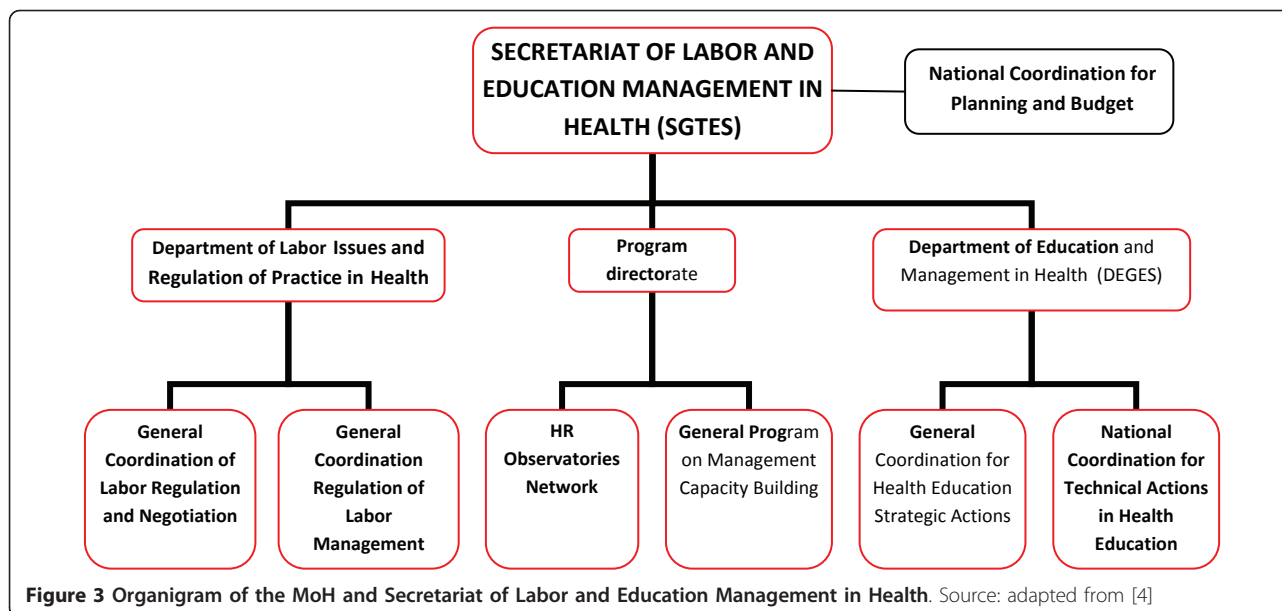 SECRETARIAT OF LABOR AND
EDUCATION MANAGEMENT IN
HEALTH (SGTES)
National Coordination for
Planning and Budget
Department of Labor Issues and
Regulation of Practice in Health
Program
directorate
Department of Education and
Management in Health (DEGES)
General
Coordination of
Labor Regulation
and Negotiation
General
Coordination
Regulation of
Labor
Management
HR
Observatories
Network
General Program
on Management
Capacity Building
General
Coordination for
Health Education
Strategic Actions
National
Coordination for
Technical Actions
in Health
Education
Figure 3 Organigram of the MoH and Secretariat of Labor and Education Management in Health. Source: adapted from [4]